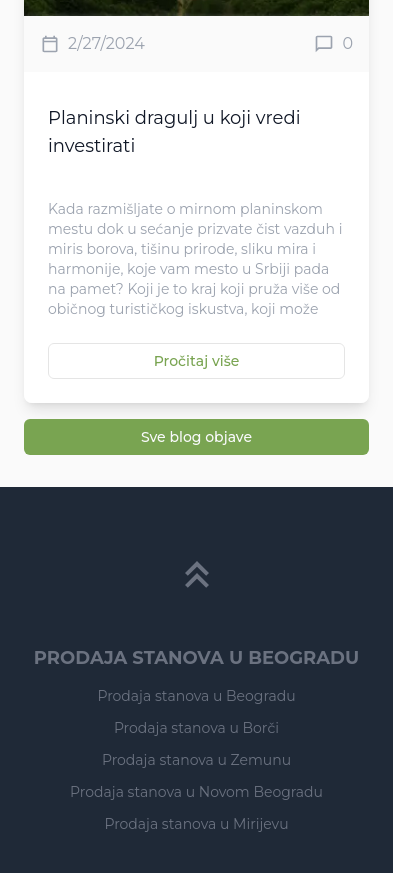 2/27/2024 0
Planinski dragulj u koji vredi
investirati
Kada razmišljate o mirnom planinskom
mestu dok u sećanje prizvate čist vazduh i
miris borova, tišinu prirode, sliku mira i
harmonije, koje vam mesto u Srbiji pada
na pamet? Koji je to kraj koji pruža više od
običnog turističkog iskustva, koji može
Pročitaj više
Sve blog objave
PRODAJA STANOVA U BEOGRADU
Prodaja stanova u Beogradu
Prodaja stanova u Borči
Prodaja stanova u Zemunu
Prodaja stanova u Novom Beogradu
Prodaja stanova u Mirijevu